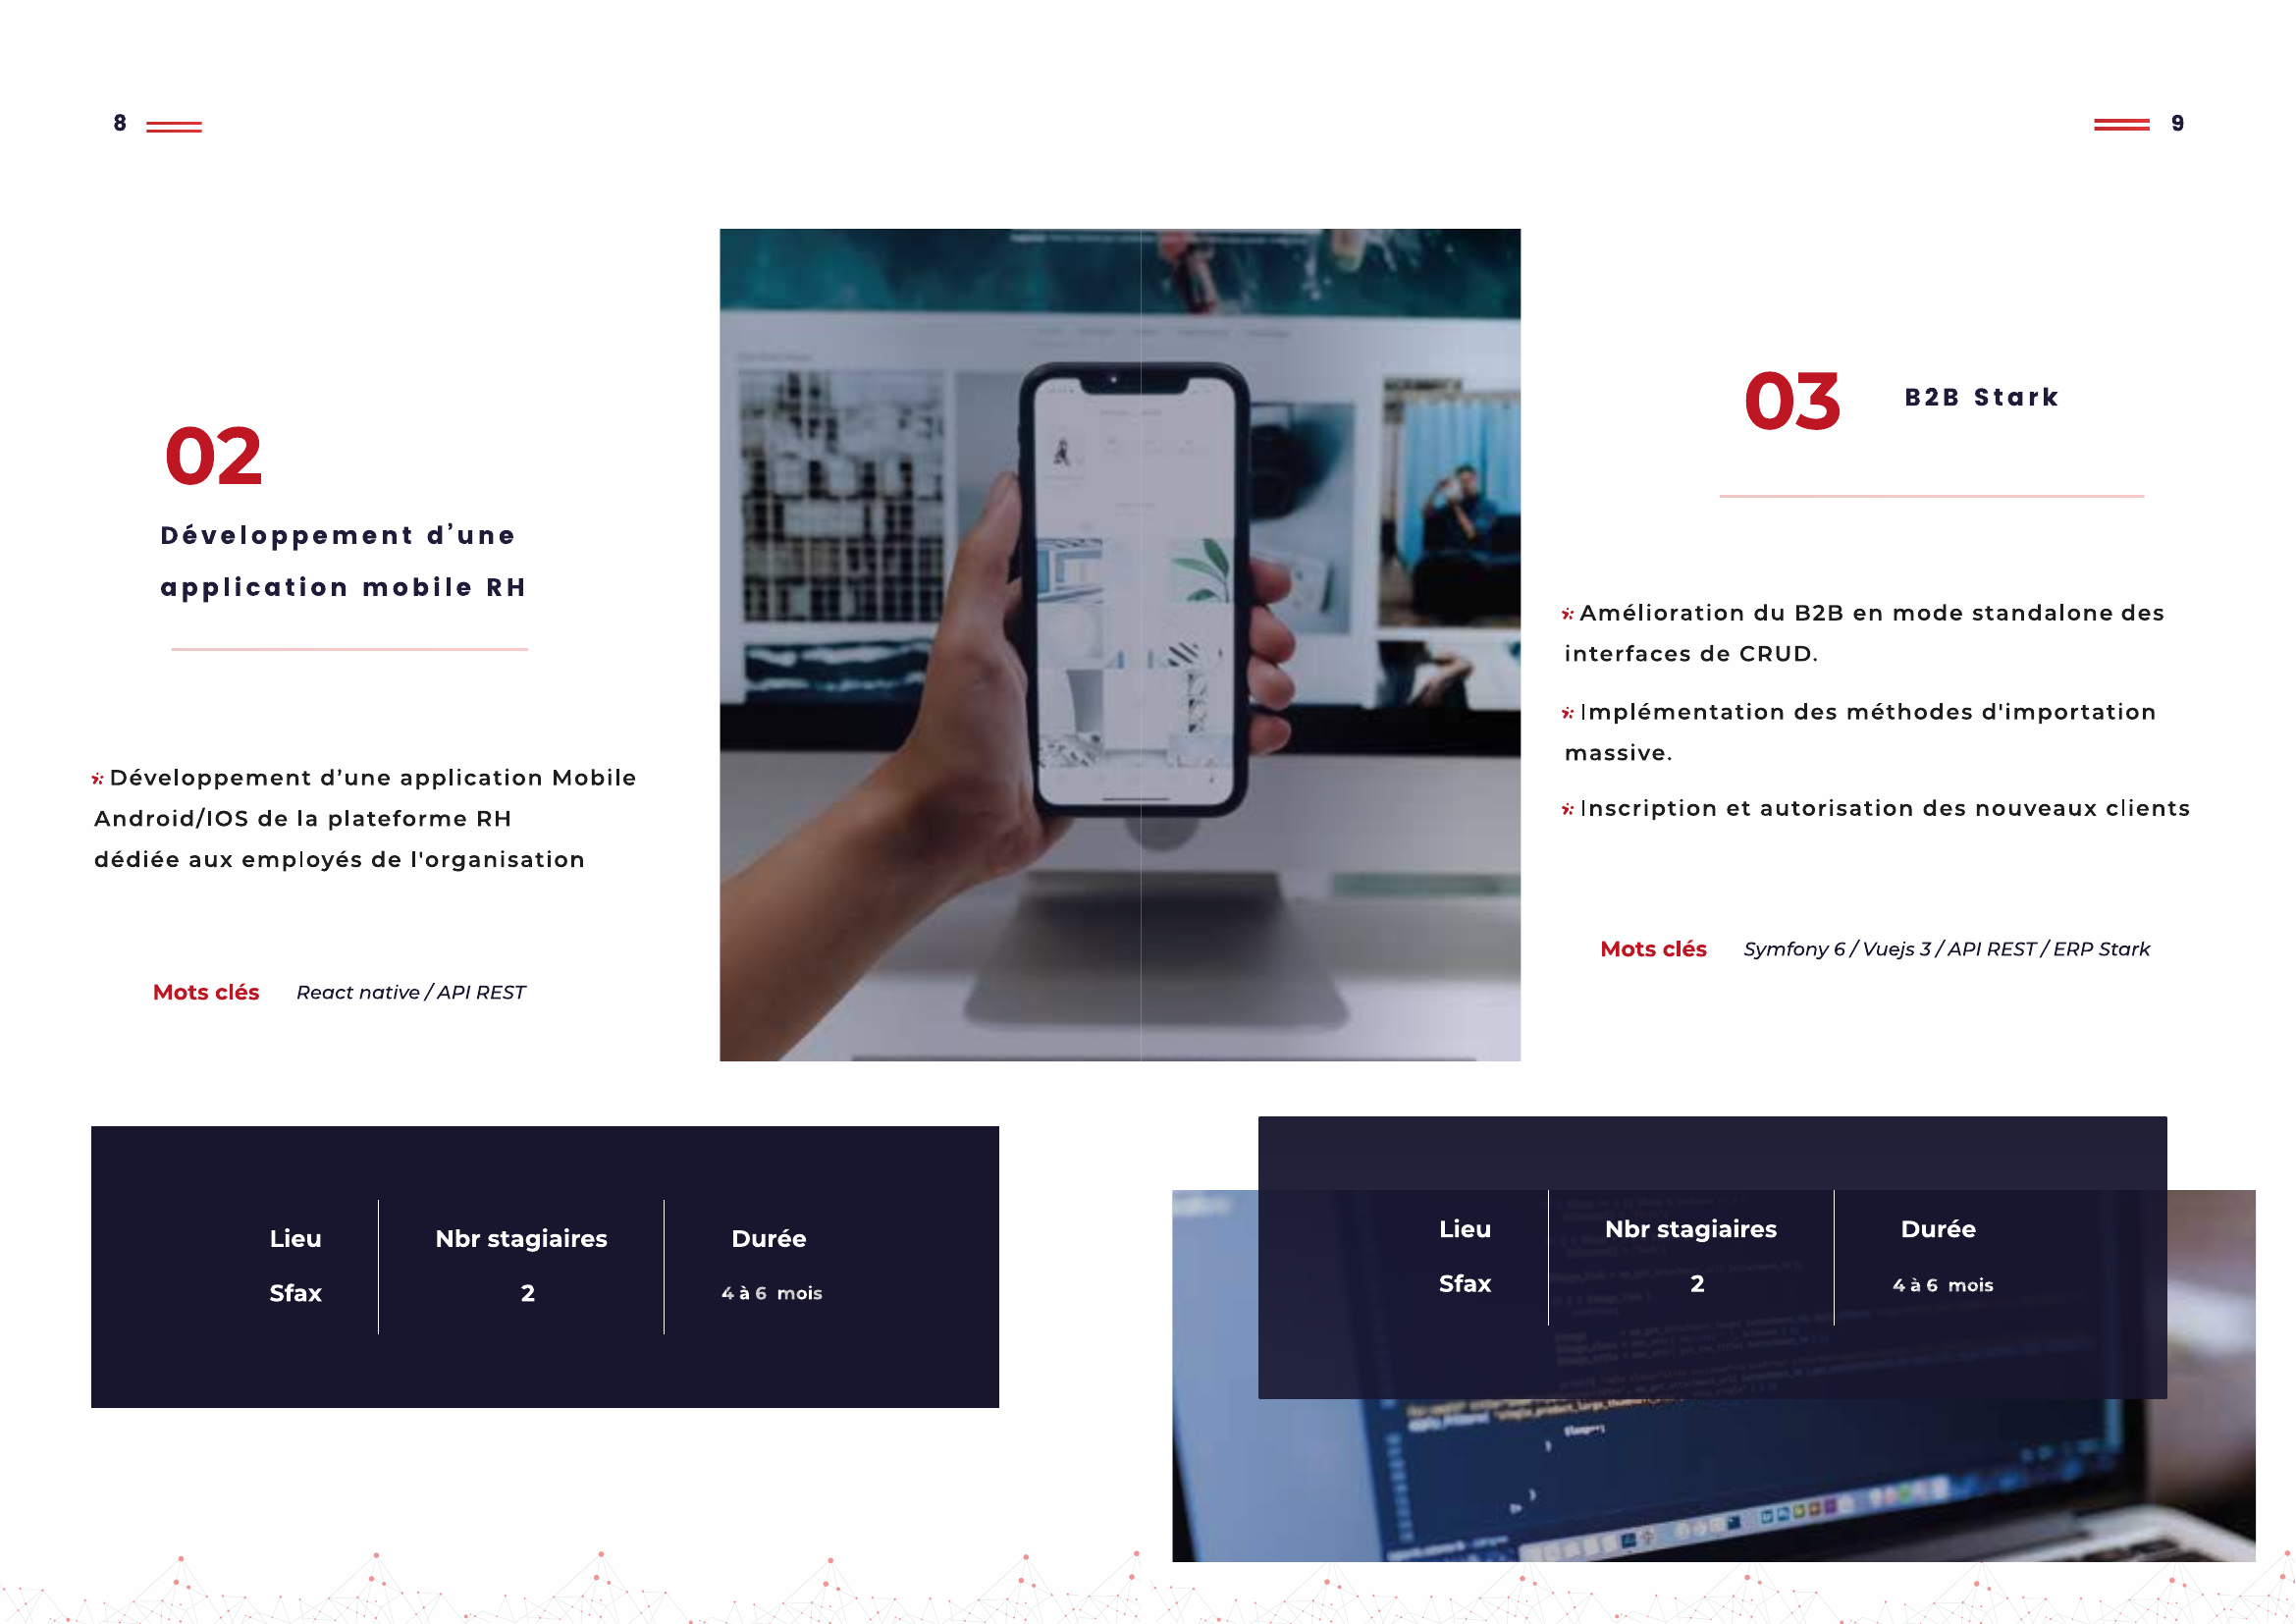 8
02
Développement d’une
application mobile RH
Développement d’une application Mobile
Android/IOS de la plateforme RH
dédiée aux employés de l'organisation
Mots clés React native / API REST
Lieu Nbr stagiaires Durée
Sfax 2 4 à 6 mois
9
03 B2B Stark
Amélioration du B2B en mode standalone des
interfaces de CRUD.
Implémentation des méthodes d'importation
massive.
Inscription et autorisation des nouveaux clients
Mots clés Symfony 6 / Vuejs 3 / API REST / ERP Stark
Lieu Nbr stagiaires Durée
Sfax 2 4 à 6 mois